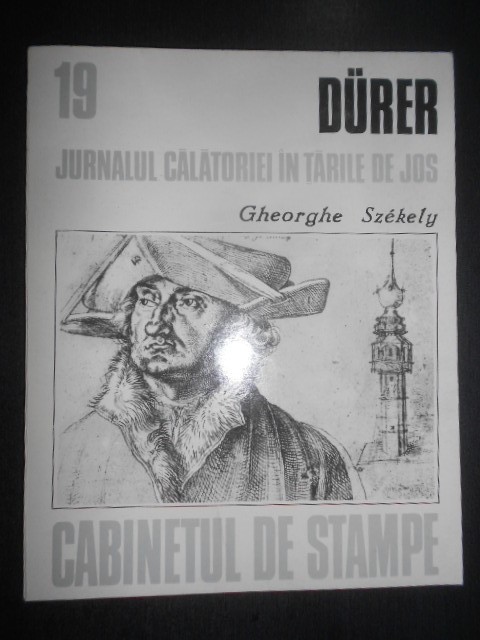 19
DÜRER
JURNALUL CĂLĂTORIEI ÎN ȚĂRILE DE JOS
Gheorghe Székely
CABINETUL DE STAMPE